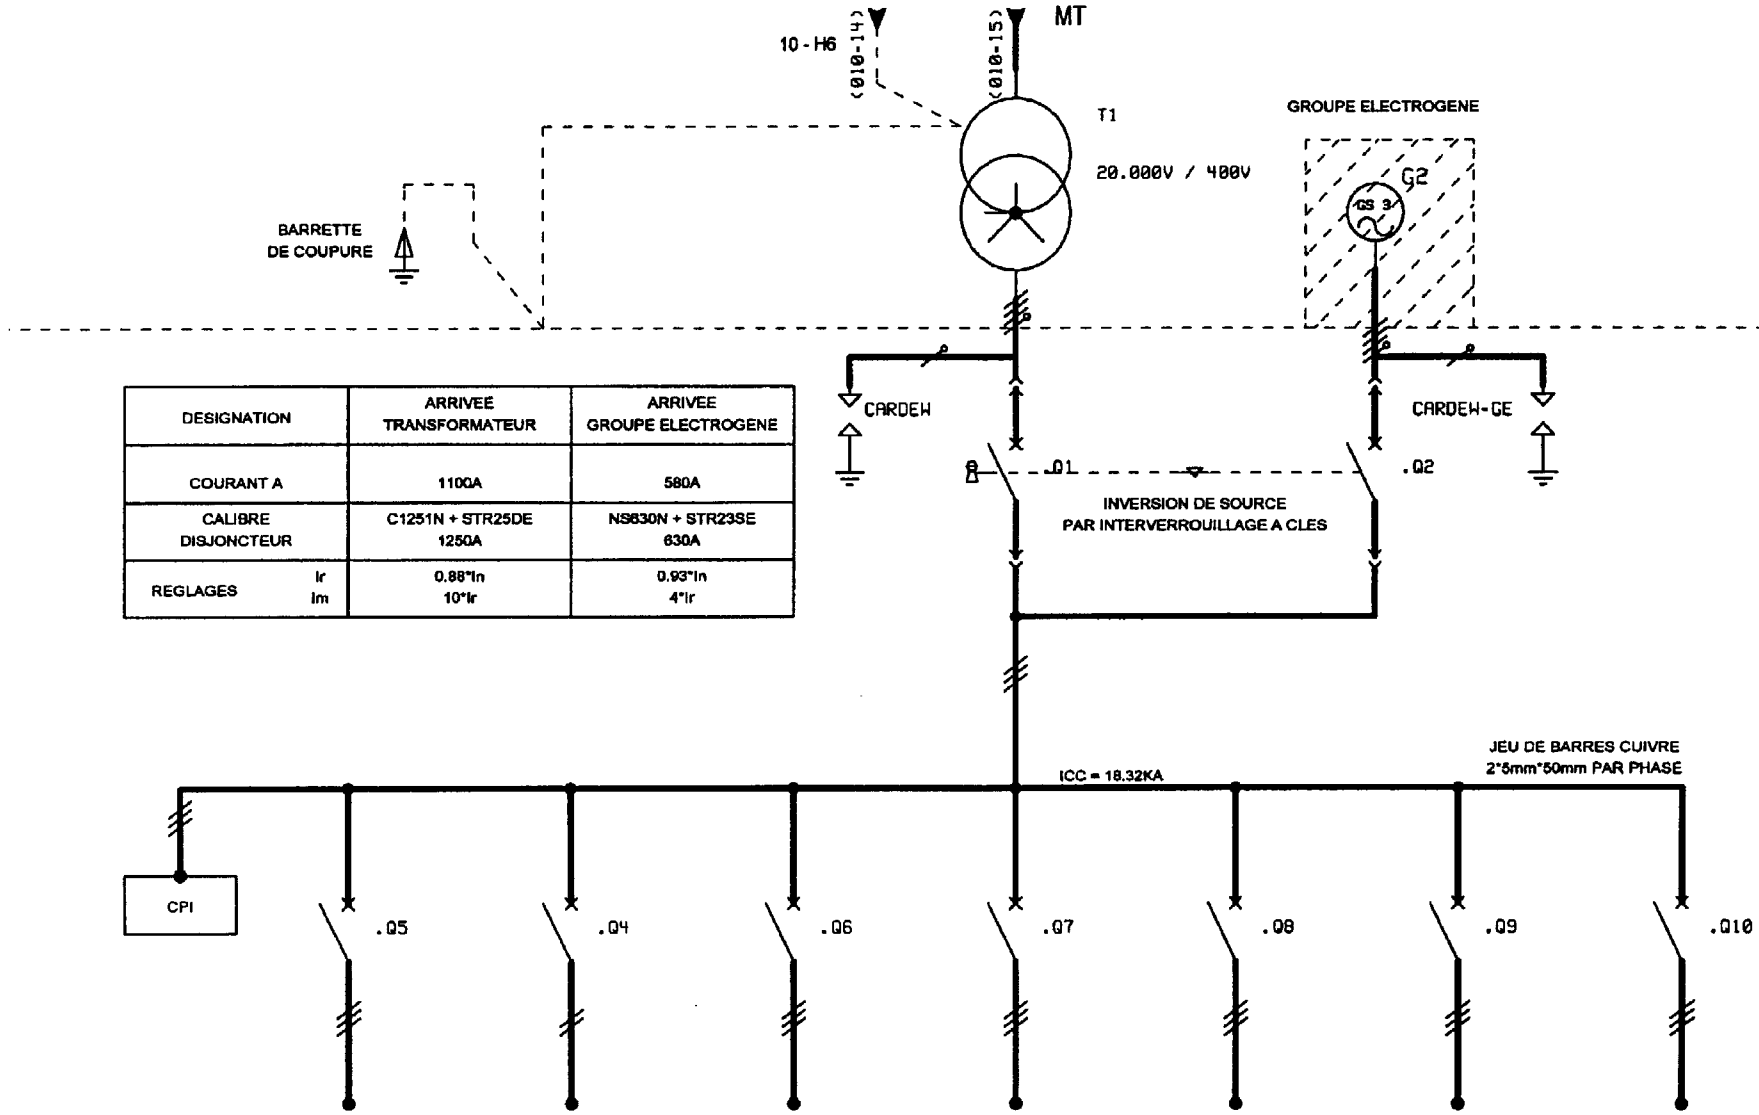 MT
10 - H6
(010-14)
(010-15)
T1
20.000V / 400V
GROUPE ELECTROGENE
G2
GS 3
BARRETTE
DE COUPURE
DESIGNATION
ARRIVEE
TRANSFORMATEUR
ARRIVEE
GROUPE ELECTROGENE
COURANT A
1100A
580A
CALIBRE
DISJONCTEUR
C1251N + STR25DE
1250A
NS630N + STR23SE
630A
REGLAGES
Ir
Im
0.88*In
10*Ir
0.93*In
4*Ir
CARDEW
CARDEW-GE
.Q1
.Q2
INVERSION DE SOURCE
PAR INTERVERROUILLAGE A CLES
JEU DE BARRES CUIVRE
2*5mm*50mm PAR PHASE
ICC = 18.32KA
CPI
.Q5
.Q4
.Q6
.Q7
.Q8
.Q9
.Q10